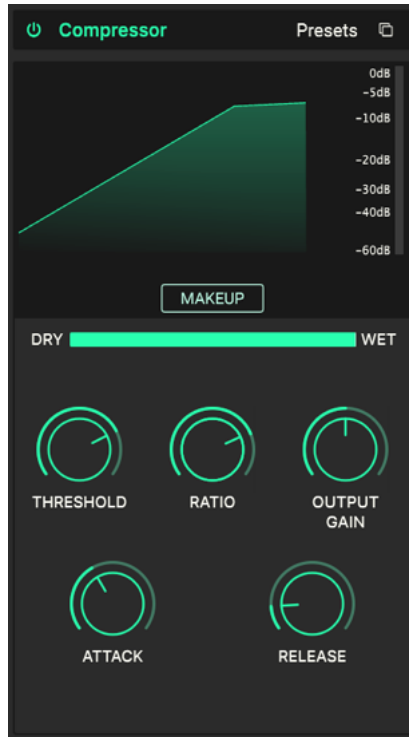 Compressor Presets
0dB
-5dB
-10dB
-20dB
-30dB
-40dB
-60dB
MAKEUP
DRY WET
THRESHOLD RATIO OUTPUT GAIN
ATTACK RELEASE